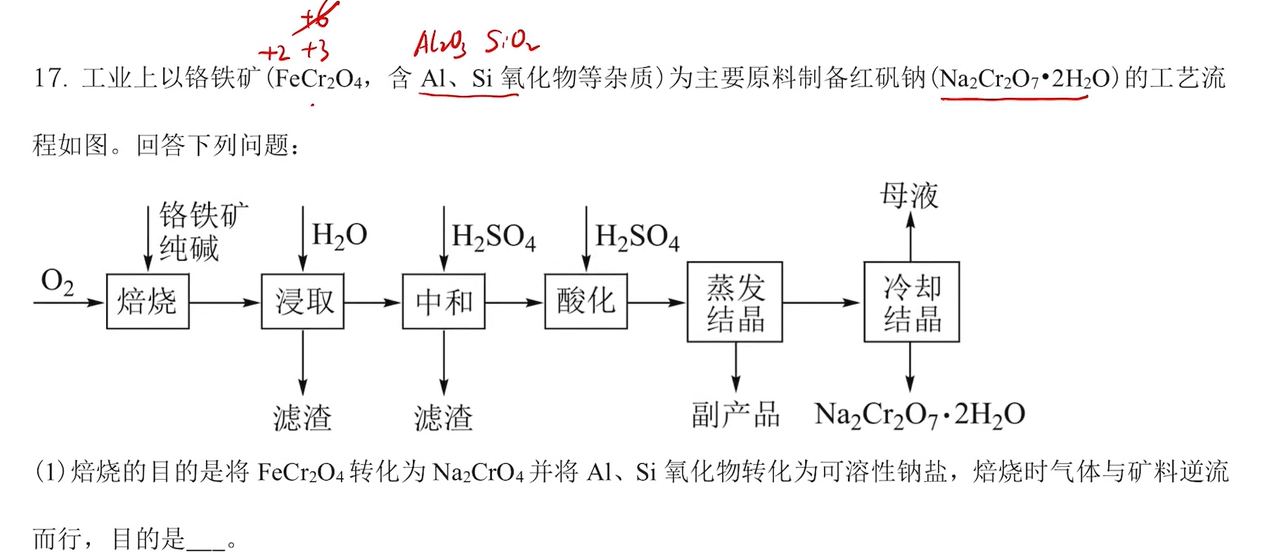 +6
+2 +3 Al2O3 SiO2
17. 工业上以铬铁矿(FeCr₂O₄，含 Al、Si 氧化物等杂质)为主要原料制备红矾钠(Na₂Cr₂O₇•2H₂O)的工艺流
程如图。回答下列问题：
母液
铬铁矿
纯碱
H₂O
H₂SO₄
H₂SO₄
O₂
焙烧
浸取
中和
酸化
蒸发
结晶
冷却
结晶
滤渣
滤渣
副产品
Na₂Cr₂O₇·2H₂O
(1)焙烧的目的是将 FeCr₂O₄ 转化为 Na₂CrO₄ 并将 Al、Si 氧化物转化为可溶性钠盐，焙烧时气体与矿料逆流
而行，目的是___。